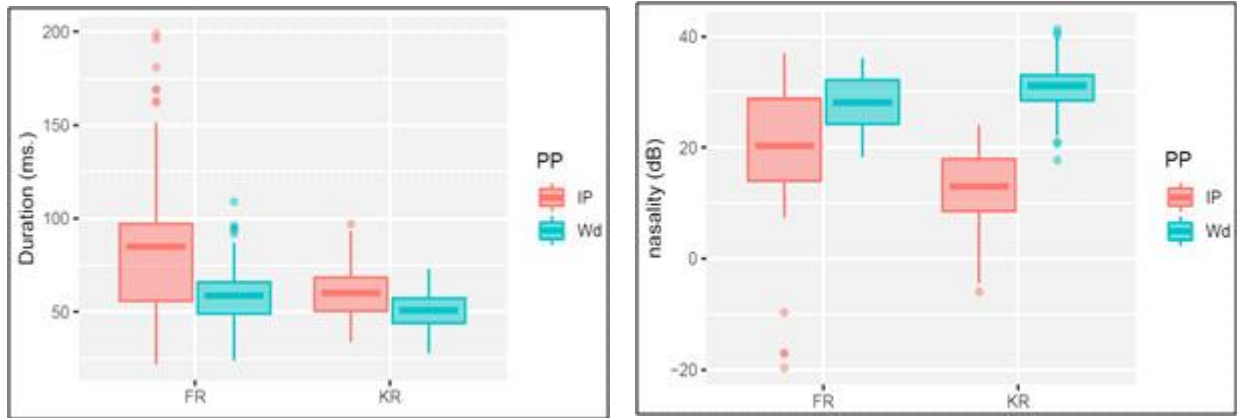 Duration (ms.)
200
150
100
50
FR
KR
PP
IP
Wd
nasality (dB)
40
20
0
−20
FR
KR
PP
IP
Wd